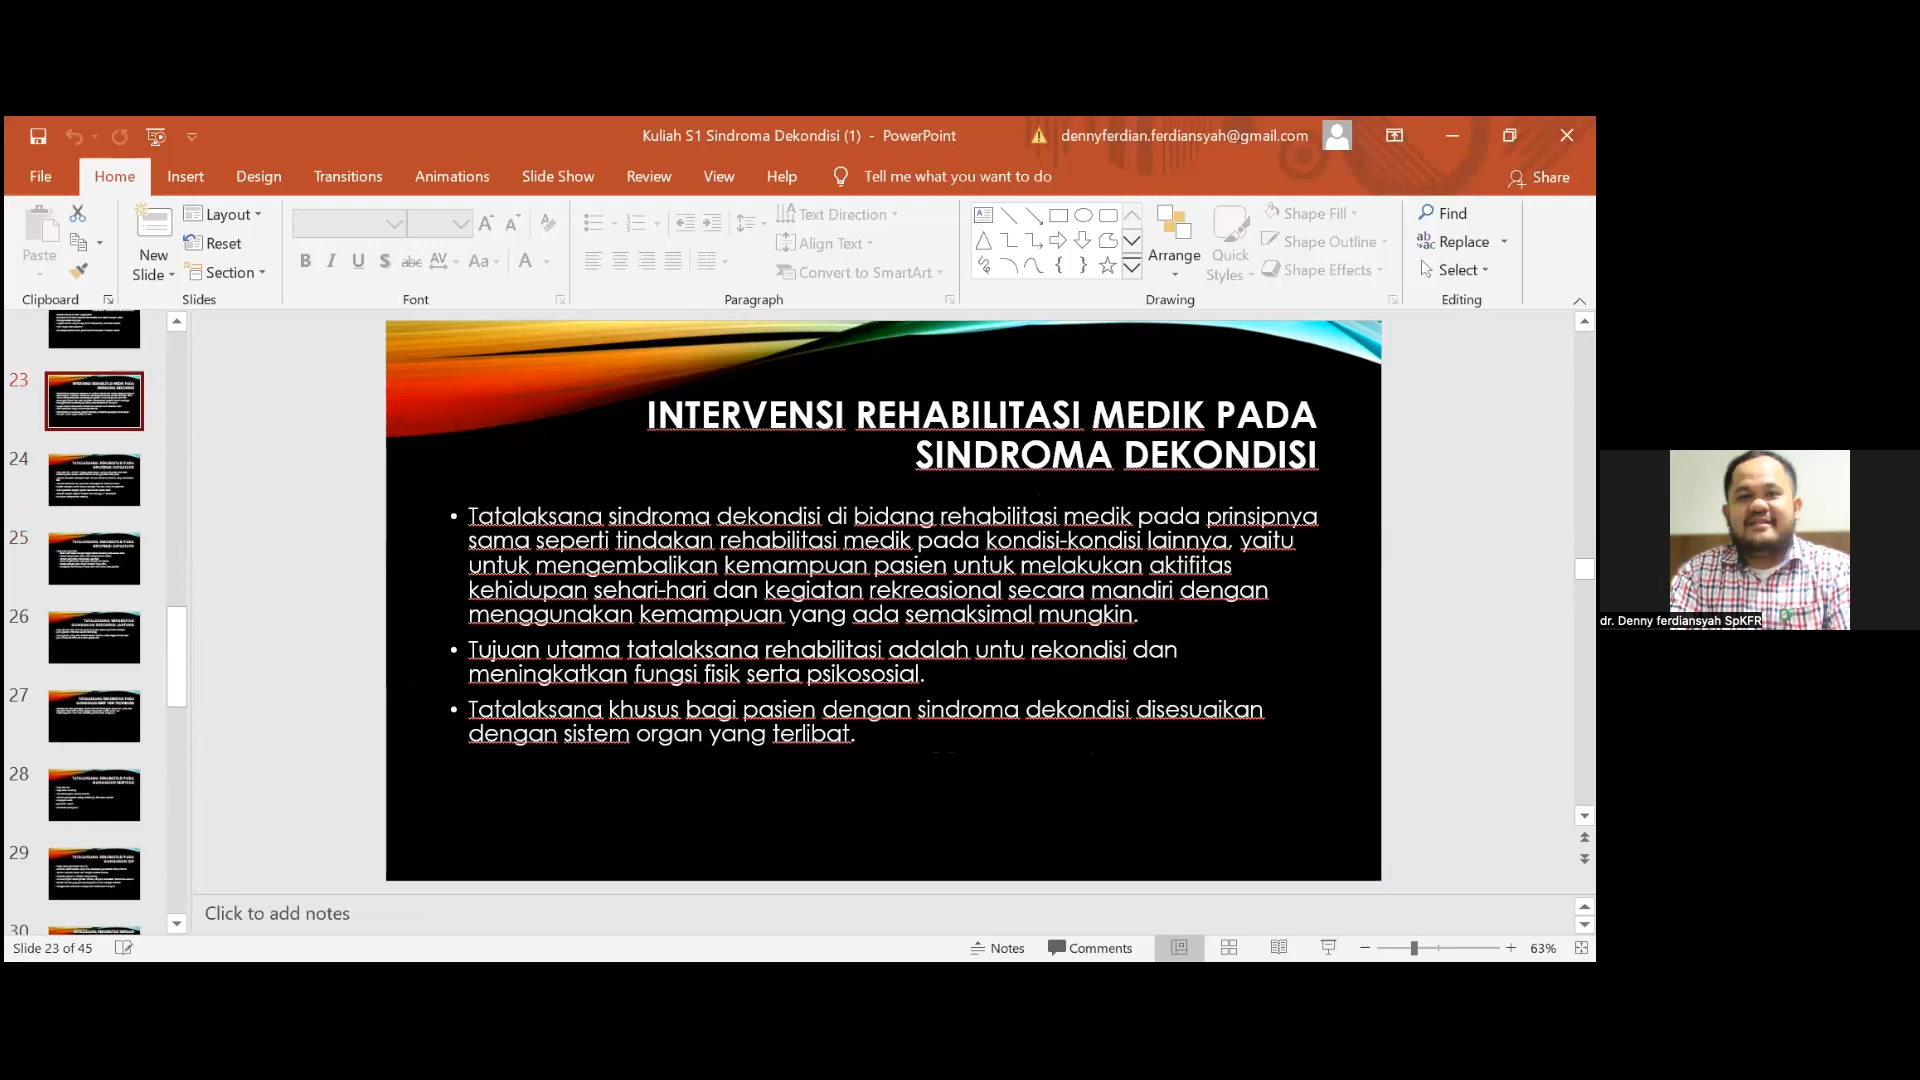 Kuliah S1 Sindroma Dekondisi (1) - PowerPoint
dennyferdian.ferdiansyah@gmail.com
File Home Insert Design Transitions Animations Slide Show Review View Help Tell me what you want to do Share
Paste
Clipboard
New Slide
Layout
Reset
Section
Slides
B I U S abc AV Aa A
Font
Text Direction
Align Text
Convert to SmartArt
Paragraph
Arrange
Quick Styles
Shape Fill
Shape Outline
Shape Effects
Drawing
Find
Replace
Select
Editing
23
24
25
26
27
28
29
30
INTERVENSI REHABILITASI MEDIK PADA
SINDROMA DEKONDISI
• Tatalaksana sindroma dekondisi di bidang rehabilitasi medik pada prinsipnya
sama seperti tindakan rehabilitasi medik pada kondisi-kondisi lainnya, yaitu
untuk mengembalikan kemampuan pasien untuk melakukan aktifitas
kehidupan sehari-hari dan kegiatan rekreasional secara mandiri dengan
menggunakan kemampuan yang ada semaksimal mungkin.
• Tujuan utama tatalaksana rehabilitasi adalah untu rekondisi dan
meningkatkan fungsi fisik serta psikososial.
• Tatalaksana khusus bagi pasien dengan sindroma dekondisi disesuaikan
dengan sistem organ yang terlibat.
Click to add notes
Slide 23 of 45
Notes
Comments
63%
dr. Denny ferdiansyah SpKFR